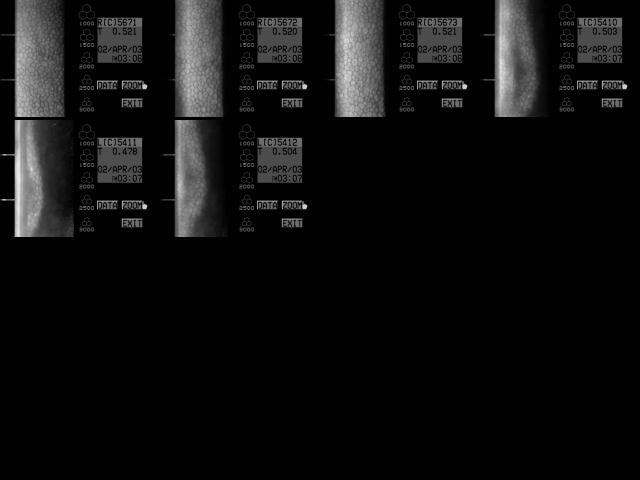 R(C)5671
T 0.521
02/APR/03
PM03:06
1000
1500
2000
2500
3000
DATA ZOOM
EXIT
R(C)5672
T 0.520
02/APR/03
PM03:06
1000
1500
2000
2500
3000
DATA ZOOM
EXIT
R(C)5673
T 0.521
02/APR/03
PM03:06
1000
1500
2000
2500
3000
DATA ZOOM
EXIT
L(C)5410
T 0.503
02/APR/03
PM03:07
1000
1500
2000
2500
3000
DATA ZOOM
EXIT
L(C)5411
T 0.478
02/APR/03
PM03:07
1000
1500
2000
2500
3000
DATA ZOOM
EXIT
L(C)5412
T 0.504
02/APR/03
PM03:07
1000
1500
2000
2500
3000
DATA ZOOM
EXIT